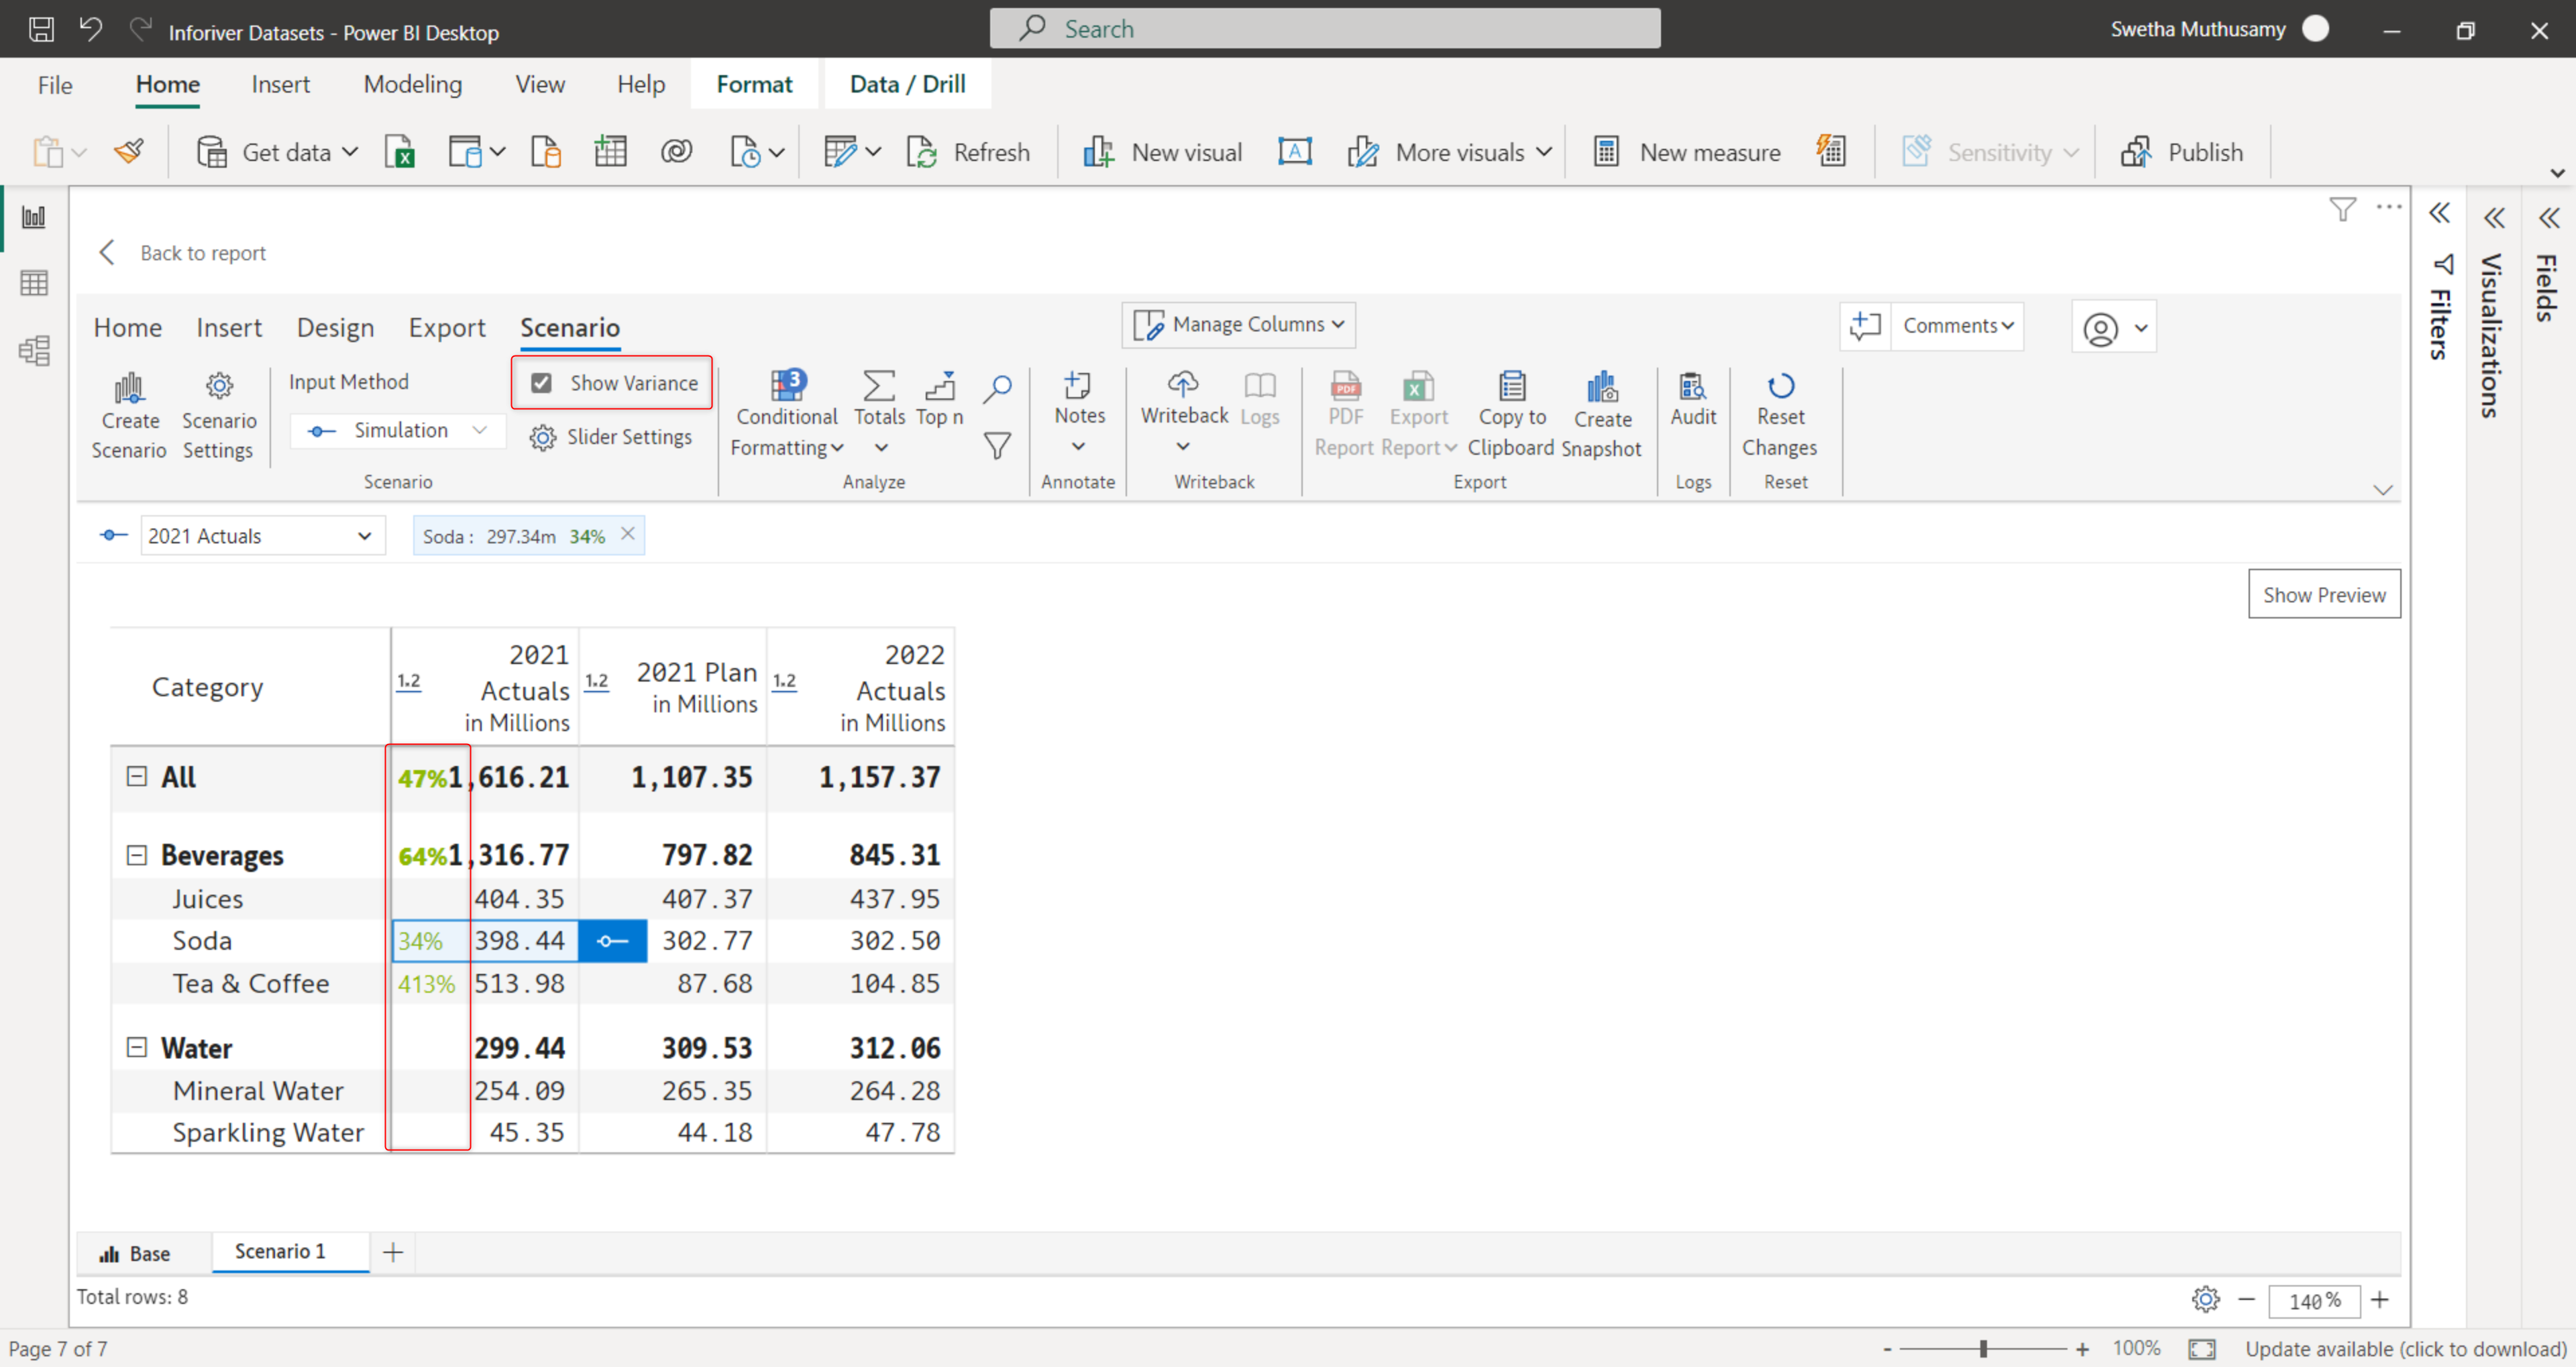 Inforiver Datasets - Power BI Desktop
Search
Swetha Muthusamy
File Home Insert Modeling View Help Format Data / Drill
Get data Refresh New visual A More visuals New measure Sensitivity Publish
Back to report
Home Insert Design Export Scenario
Manage Columns
Comments
Create Scenario
Scenario Settings
Input Method
Simulation
Show Variance
Slider Settings
Scenario
3
Conditional Formatting
Totals
Top n
Analyze
Notes
Annotate
Writeback
Logs
Writeback
PDF
PDF Report
X
Export Report
Copy to Clipboard
Create Snapshot
Export
Audit
Logs
Reset Changes
Reset
Filters
Visualizations
Fields
2021 Actuals
Soda : 297.34m 34%
Show Preview
Category
1.2 2021 Actuals in Millions
1.2 2021 Plan in Millions
1.2 2022 Actuals in Millions
All 47% 1,616.21 1,107.35 1,157.37
Beverages 64% 1,316.77 797.82 845.31
Juices 404.35 407.37 437.95
Soda 34% 398.44 302.77 302.50
Tea & Coffee 413% 513.98 87.68 104.85
Water 299.44 309.53 312.06
Mineral Water 254.09 265.35 264.28
Sparkling Water 45.35 44.18 47.78
Base Scenario 1 +
Total rows: 8
140 %
Page 7 of 7
100%
Update available (click to download)